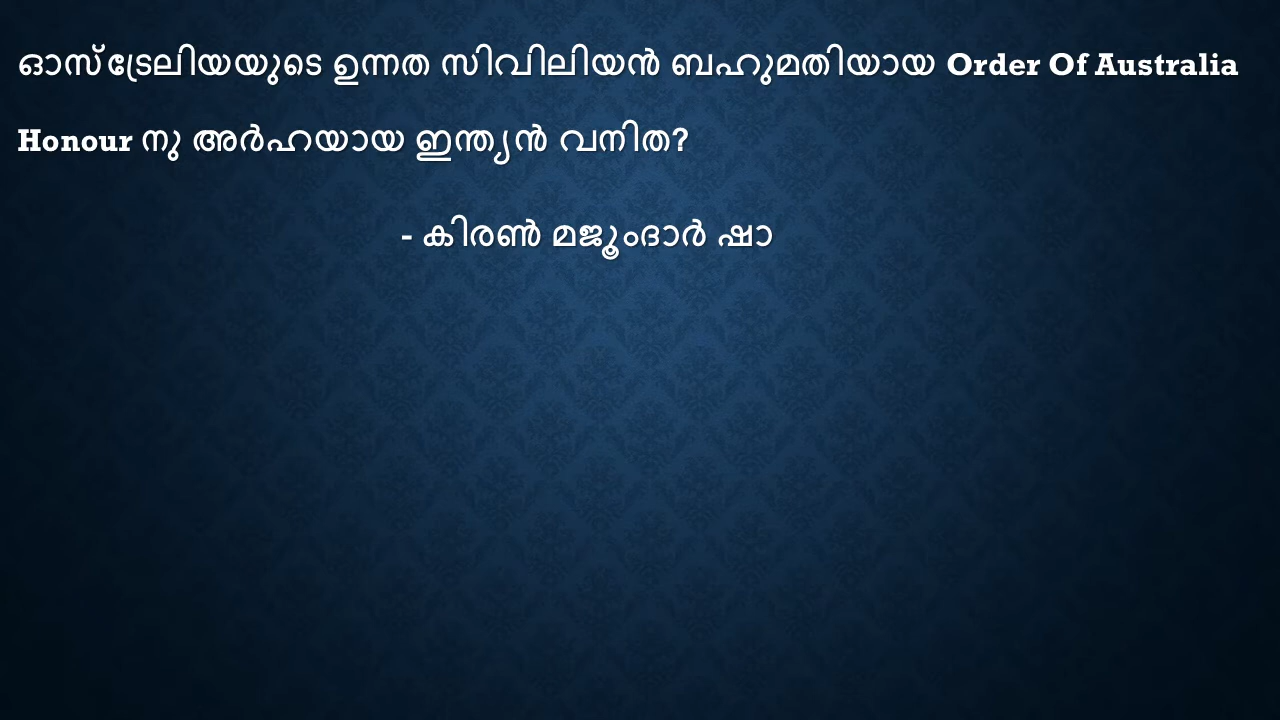 ഓസ്ട്രേലിയയുടെ ഉന്നത സിവിലിയൻ ബഹുമതിയായ Order Of Australia
Honour നു അർഹയായ ഇന്ത്യൻ വനിത?
- കിരൺ മജൂംദാർ ഷാ